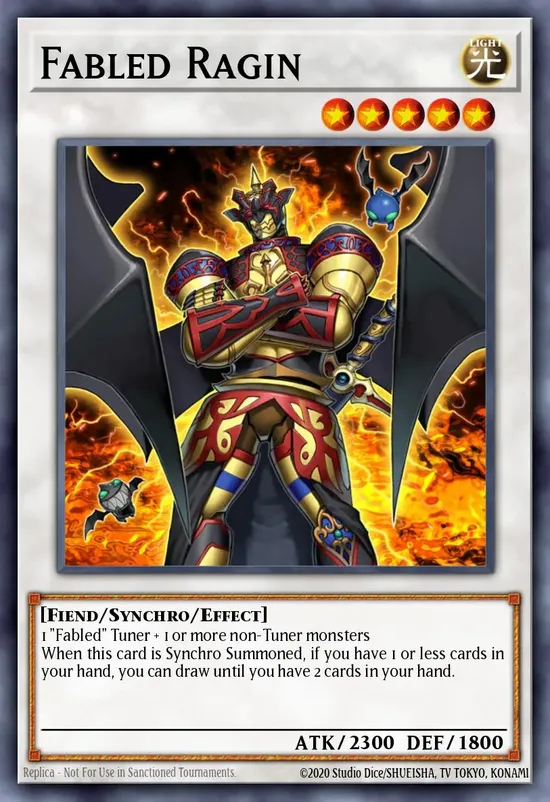 Fabled Ragin
LIGHT
光
[Fiend/Synchro/Effect]
1 "Fabled" Tuner + 1 or more non-Tuner monsters
When this card is Synchro Summoned, if you have 1 or less cards in
your hand, you can draw until you have 2 cards in your hand.
ATK/2300 DEF/1800
Replica - Not For Use in Sanctioned Tournaments.
©2020 Studio Dice/SHUEISHA, TV TOKYO, KONAMI